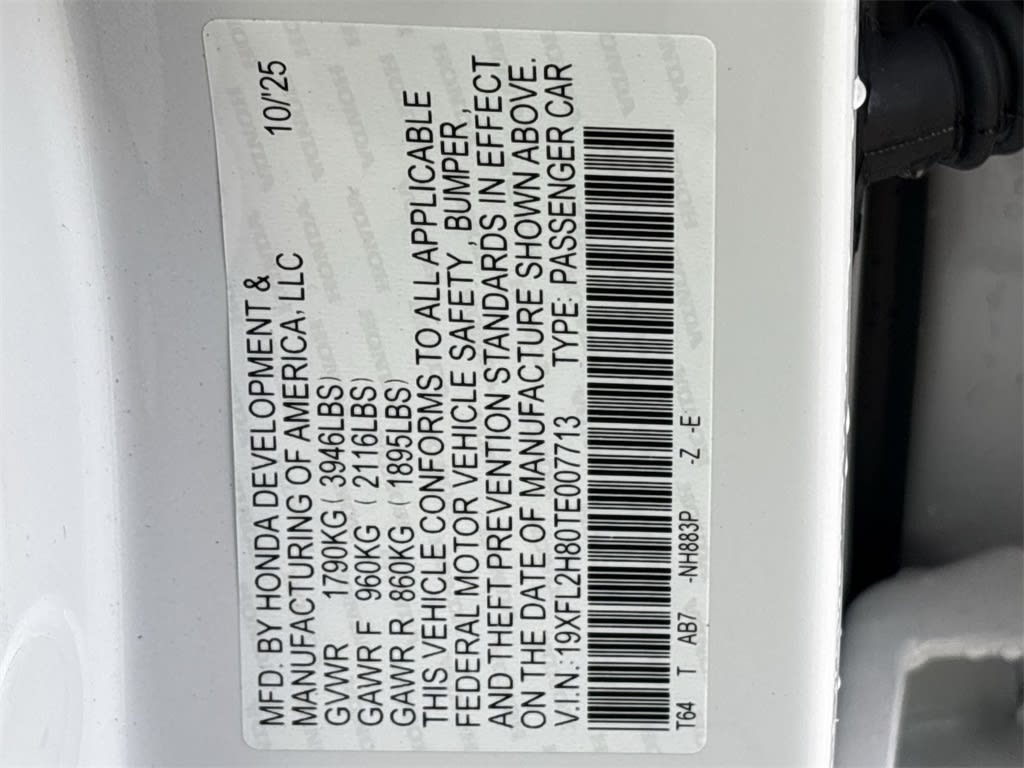 MFD. BY HONDA DEVELOPMENT & 10/'25
MANUFACTURING OF AMERICA, LLC
GVWR 1790KG ( 3946LBS)
GAWR F 960KG ( 2116LBS)
GAWR R 860KG ( 1895LBS)
THIS VEHICLE CONFORMS TO ALL APPLICABLE
FEDERAL MOTOR VEHICLE SAFETY, BUMPER,
AND THEFT PREVENTION STANDARDS IN EFFECT
ON THE DATE OF MANUFACTURE SHOWN ABOVE.
V.I.N.:19XFL2H80TE007713 TYPE: PASSENGER CAR
T64 T AB7 -NH883P -Z -E